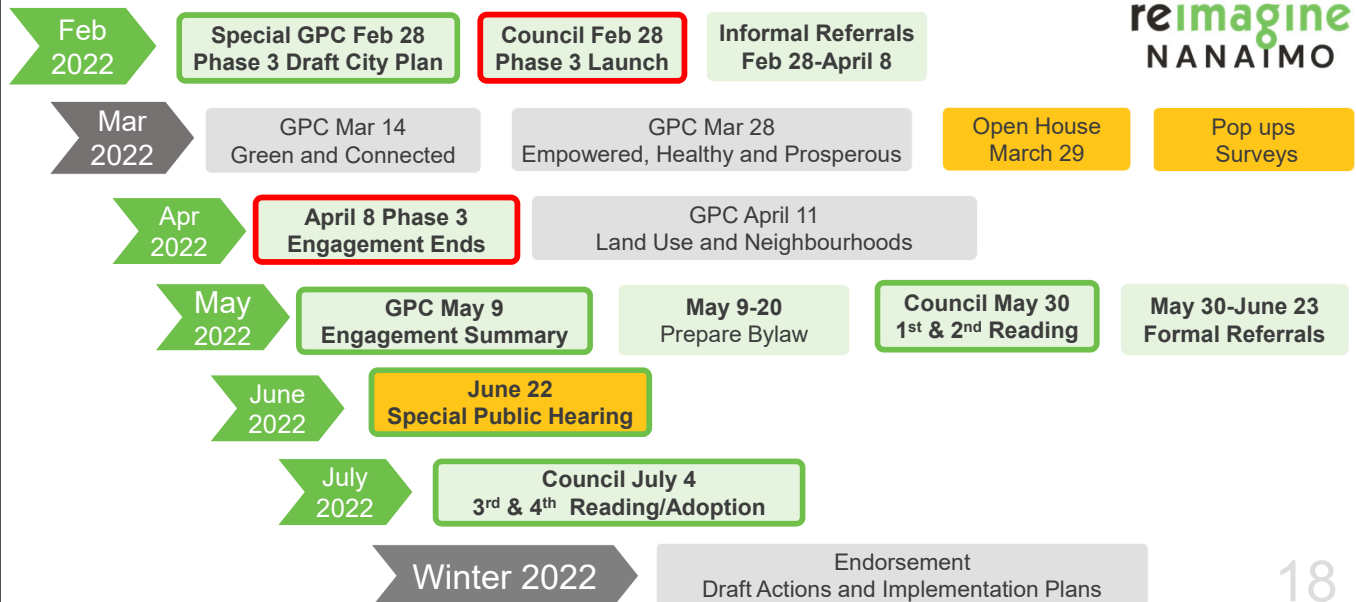 reimagine
NANAIMO
Feb
2022
Special GPC Feb 28
Phase 3 Draft City Plan
Council Feb 28
Phase 3 Launch
Informal Referrals
Feb 28-April 8
Mar
2022
GPC Mar 14
Green and Connected
GPC Mar 28
Empowered, Healthy and Prosperous
Open House
March 29
Pop ups
Surveys
Apr
2022
April 8 Phase 3
Engagement Ends
GPC April 11
Land Use and Neighbourhoods
May
2022
GPC May 9
Engagement Summary
May 9-20
Prepare Bylaw
Council May 30
1st & 2nd Reading
May 30-June 23
Formal Referrals
June
2022
June 22
Special Public Hearing
July
2022
Council July 4
3rd & 4th Reading/Adoption
Winter 2022
Endorsement
Draft Actions and Implementation Plans
18